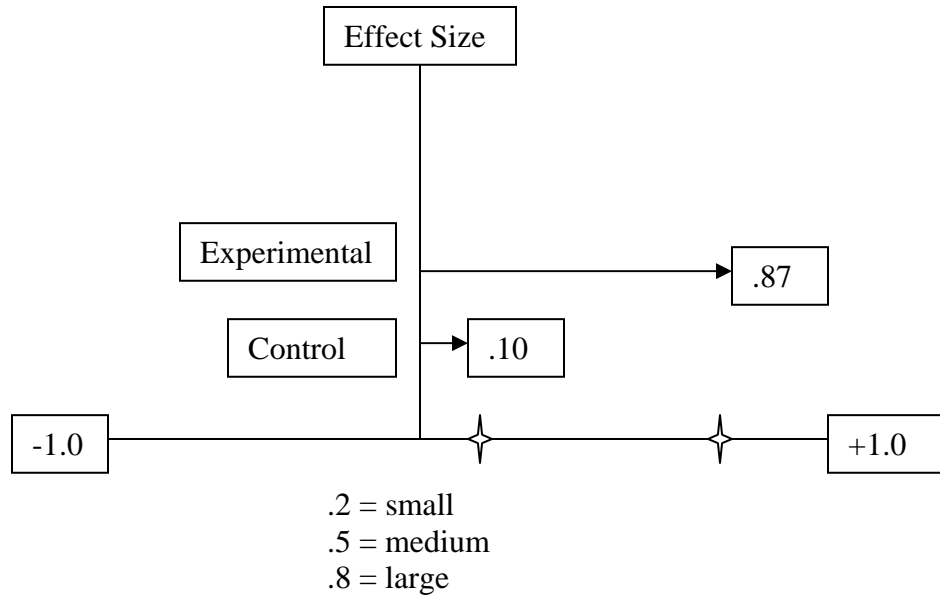 Effect Size
Experimental
.87
Control
.10
-1.0
+1.0
.2 = small
.5 = medium
.8 = large